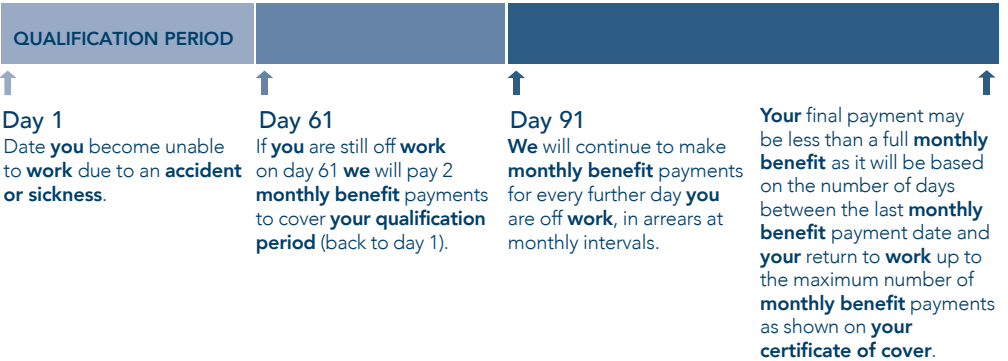 QUALIFICATION PERIOD
Day 1
Date you become unable
to work due to an accident
or sickness.
Day 61
If you are still off work
on day 61 we will pay 2
monthly benefit payments
to cover your qualification
period (back to day 1).
Day 91
We will continue to make
monthly benefit payments
for every further day you
are off work, in arrears at
monthly intervals.
Your final payment may
be less than a full monthly
benefit as it will be based
on the number of days
between the last monthly
benefit payment date and
your return to work up to
the maximum number of
monthly benefit payments
as shown on your
certificate of cover.